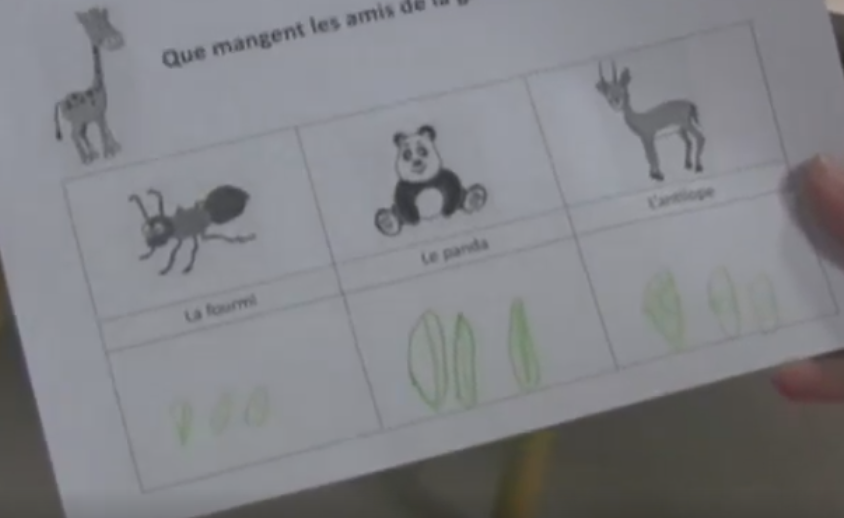 Que mangent les amis de la g
La fourmi
Le panda
L'antilope